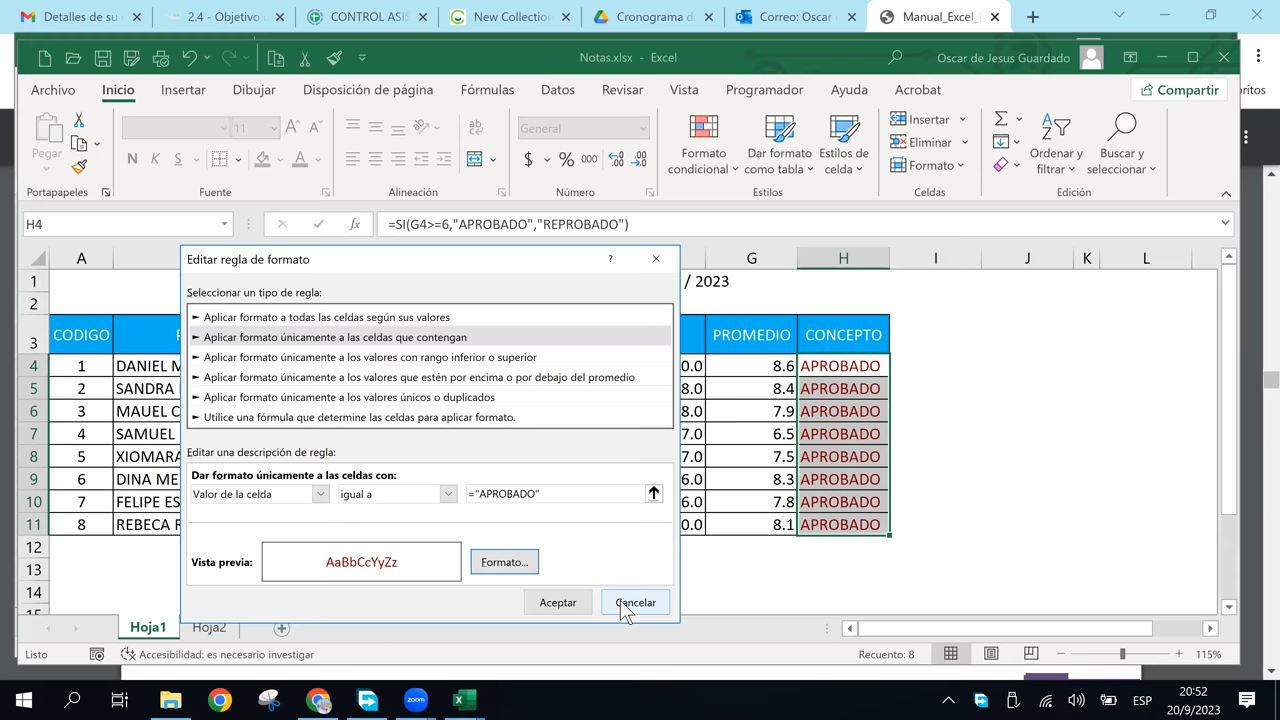 Detalles de su
2.4 - Objetivo
CONTROL ASIS
New Collection
Cronograma d
Correo: Oscar
Manual_Excel_
Notas.xlsx - Excel
Oscar de Jesus Guardado
Archivo Inicio Insertar Dibujar Disposición de página Fórmulas Datos Revisar Vista Programador Ayuda Acrobat Compartir
oritos
Pegar
11
N K S
A
ab
General
$ % 000
Formato condicional
Dar formato como tabla
Estilos de celda
Insertar
Eliminar
Formato
Ordenar y filtrar
Buscar y seleccionar
Portapapeles Fuente Alineación Número Estilos Celdas Edición
H4 fx =SI(G4>=6,"APROBADO","REPROBADO")
A G H I J K L
1 / 2023
2
3 CODIGO PROMEDIO CONCEPTO
4 1 DANIEL M 0.0 8.6 APROBADO
5 2 SANDRA 8.0 8.4 APROBADO
6 3 MAUEL C 8.0 7.9 APROBADO
7 4 SAMUEL 7.0 6.5 APROBADO
8 5 XIOMARA 7.0 7.5 APROBADO
9 6 DINA ME 6.0 8.3 APROBADO
10 7 FELIPE ES 6.0 7.8 APROBADO
11 8 REBECA R 0.0 8.1 APROBADO
12
13
14
15
Editar regla de formato ?
Seleccionar un tipo de regla:
► Aplicar formato a todas las celdas según sus valores
► Aplicar formato únicamente a las celdas que contengan
► Aplicar formato únicamente a los valores con rango inferior o superior
► Aplicar formato únicamente a los valores que estén por encima o por debajo del promedio
► Aplicar formato únicamente a los valores únicos o duplicados
► Utilice una fórmula que determine las celdas para aplicar formato.
Editar una descripción de regla:
Dar formato únicamente a las celdas con:
Valor de la celda igual a ="APROBADO"
Vista previa: AaBbCcYyZz Formato...
Aceptar Cancelar
Hoja1 Hoja2
Listo Accesibilidad: es necesario investigar Recuento: 8 115%
zoom
ESP
20:52
20/9/2023